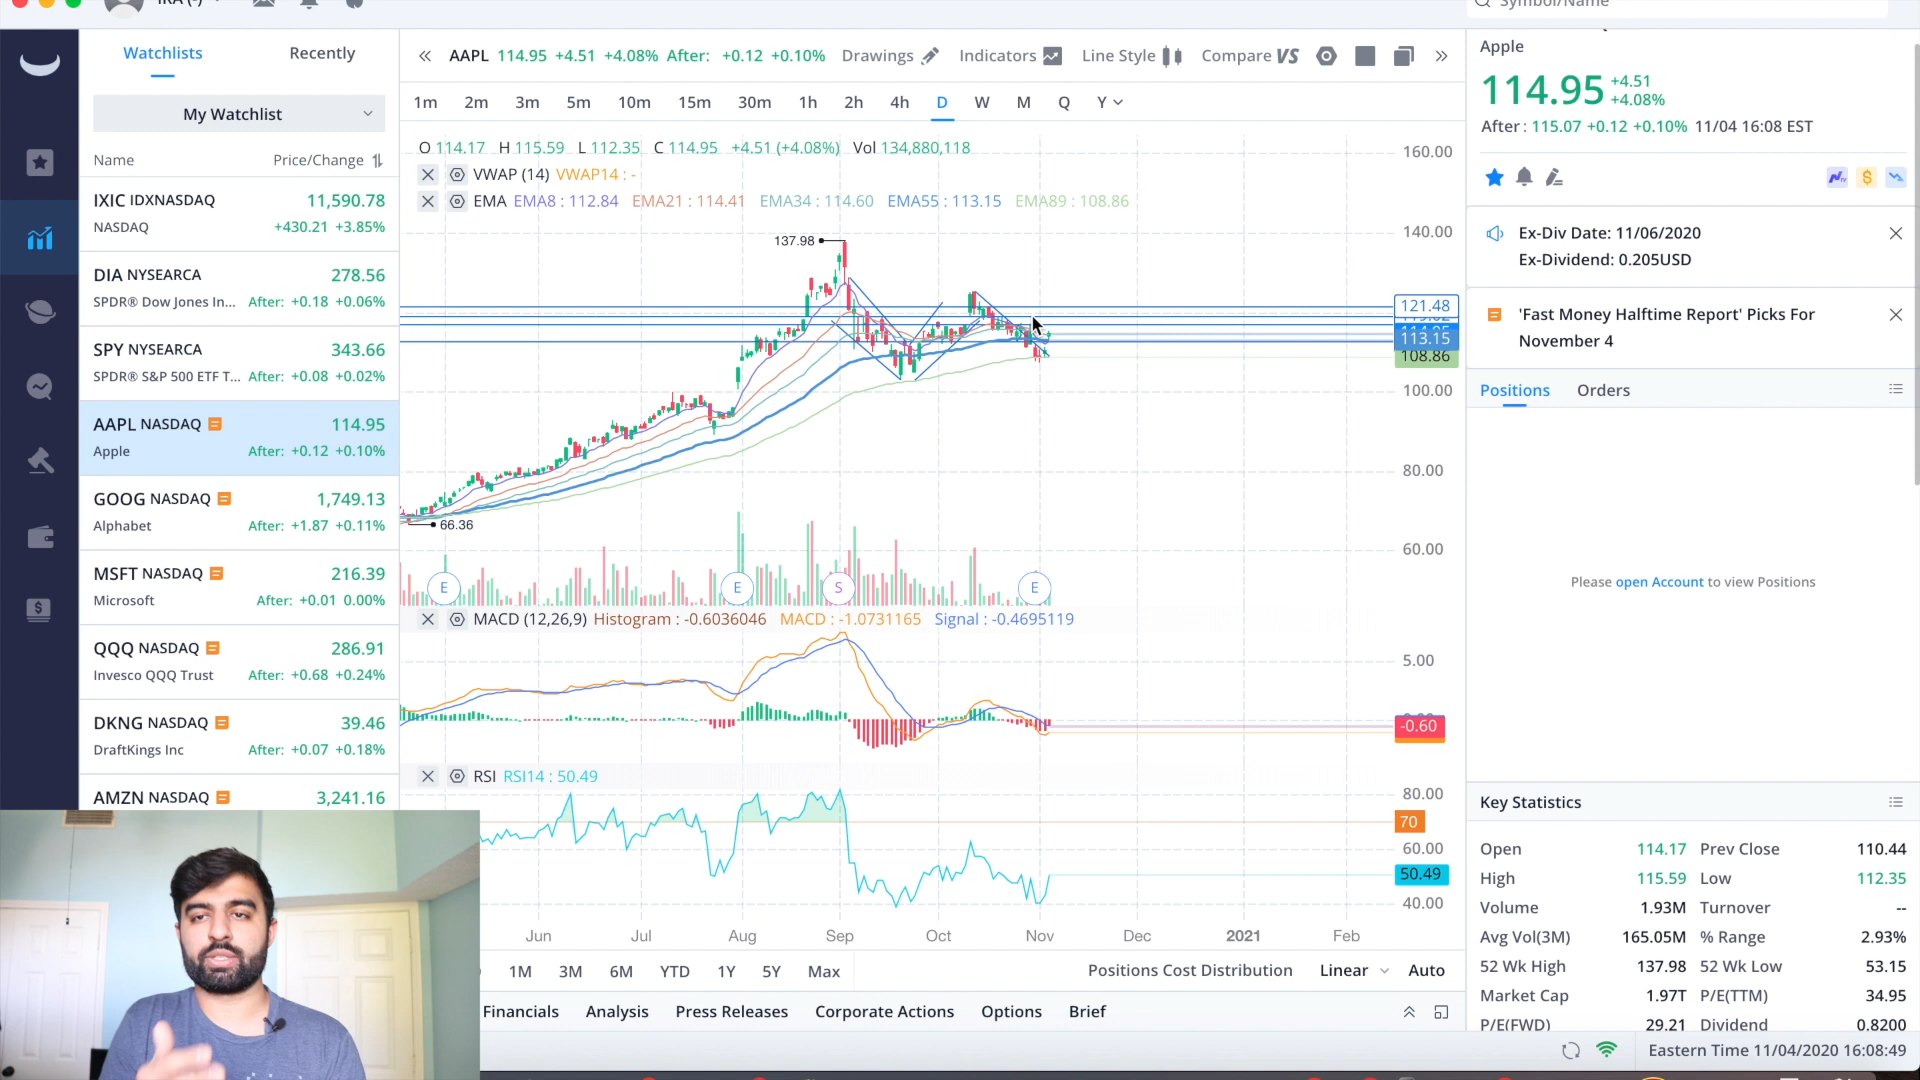 Symbol/Name
Watchlists
Recently
My Watchlist
Name
Price/Change
IXIC IDXNASDAQ
11,590.78
NASDAQ
+430.21 +3.85%
DIA NYSEARCA
278.56
SPDR® Dow Jones In...
After: +0.18 +0.06%
SPY NYSEARCA
343.66
SPDR® S&P 500 ETF T...
After: +0.08 +0.02%
AAPL NASDAQ
114.95
Apple
After: +0.12 +0.10%
GOOG NASDAQ
1,749.13
Alphabet
After: +1.87 +0.11%
MSFT NASDAQ
216.39
Microsoft
After: +0.01 0.00%
QQQ NASDAQ
286.91
Invesco QQQ Trust
After: +0.68 +0.24%
DKNG NASDAQ
39.46
DraftKings Inc
After: +0.07 +0.18%
AMZN NASDAQ
3,241.16
AAPL 114.95 +4.51 +4.08% After: +0.12 +0.10% Drawings Indicators Line Style Compare VS
1m 2m 3m 5m 10m 15m 30m 1h 2h 4h D W M Q Y
O 114.17 H 115.59 L 112.35 C 114.95 +4.51 (+4.08%) Vol 134,880,118
VWAP (14) VWAP14 : -
EMA EMA8 : 112.84 EMA21 : 114.41 EMA34 : 114.60 EMA55 : 113.15 EMA89 : 108.86
137.98
66.36
160.00
140.00
121.48
113.15
108.86
100.00
80.00
60.00
E E S E
MACD (12,26,9) Histogram : -0.6036046 MACD : -1.0731165 Signal : -0.4695119
5.00
-0.60
RSI RSI14 : 50.49
80.00
70
60.00
50.49
40.00
Jun Jul Aug Sep Oct Nov Dec 2021 Feb
1M 3M 6M YTD 1Y 5Y Max
Positions Cost Distribution Linear Auto
Financials Analysis Press Releases Corporate Actions Options Brief
Apple
114.95
+4.51
+4.08%
After : 115.07 +0.12 +0.10% 11/04 16:08 EST
Ex-Div Date: 11/06/2020
Ex-Dividend: 0.205USD
'Fast Money Halftime Report' Picks For
November 4
Positions Orders
Please open Account to view Positions
Key Statistics
Open 114.17 Prev Close 110.44
High 115.59 Low 112.35
Volume 1.93M Turnover --
Avg Vol(3M) 165.05M % Range 2.93%
52 Wk High 137.98 52 Wk Low 53.15
Market Cap 1.97T P/E(TTM) 34.95
P/E(FWD) 29.21 Dividend 0.8200
Eastern Time 11/04/2020 16:08:49